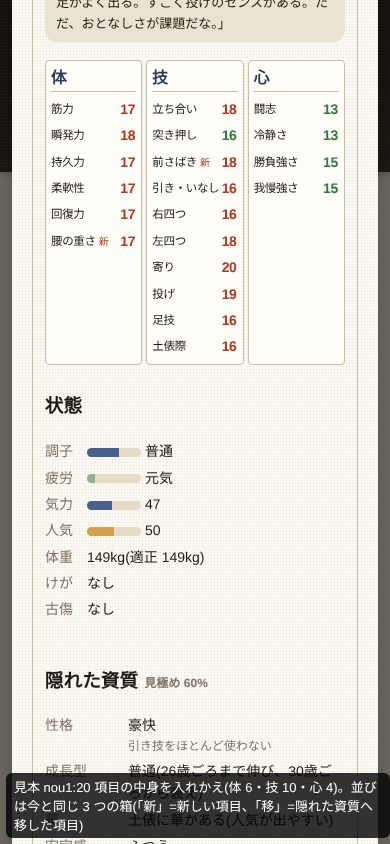 定がよく出る。すごく投げのセンスがある。た
だ、おとなしさが課題だな。」
体
筋力 17
瞬発力 18
持久力 17
柔軟性 17
回復力 17
腰の重さ 新 17
技
立ち合い 18
突き押し 16
前さばき 新 18
引き・いなし 16
右四つ 16
左四つ 18
寄り 20
投げ 19
足技 16
土俵際 16
心
闘志 13
冷静さ 13
勝負強さ 15
我慢強さ 15
状態
調子 普通
疲労 元気
気力 47
人気 50
体重 149kg(適正 149kg)
けが なし
古傷 なし
隠れた資質 見極め 60%
性格 豪快
引き技をほとんど使わない
成長型 普通(26歳ごろまで伸び、30歳ご
土俵に華がある(人気が出やすい)
見本 nou1:20 項目の中身を入れかえ(体 6・技 10・心 4)。並び
は今と同じ 3 つの箱(「新」=新しい項目、「移」=隠れた資質へ
移した項目)